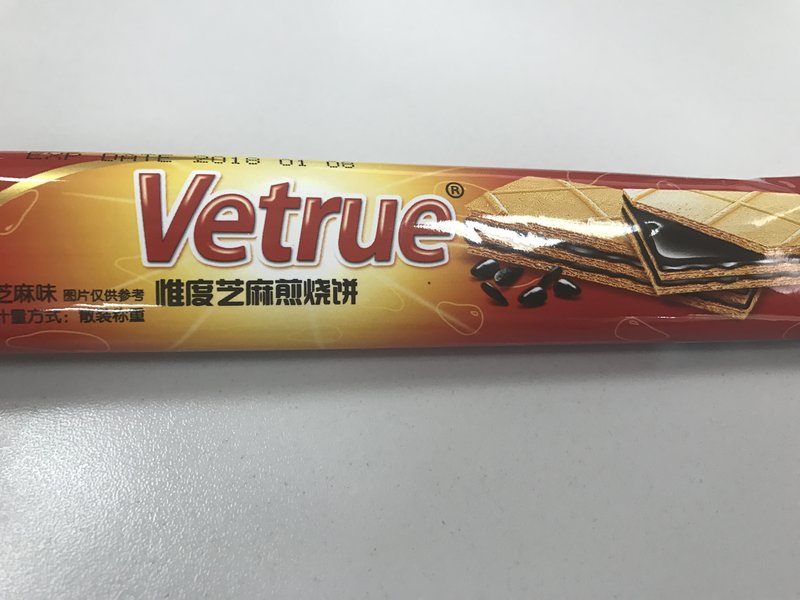 EXP DATE 2018 01 06
Vetrue®
惟度芝麻煎烧饼
芝麻味 图片仅供参考
计量方式：散装称重